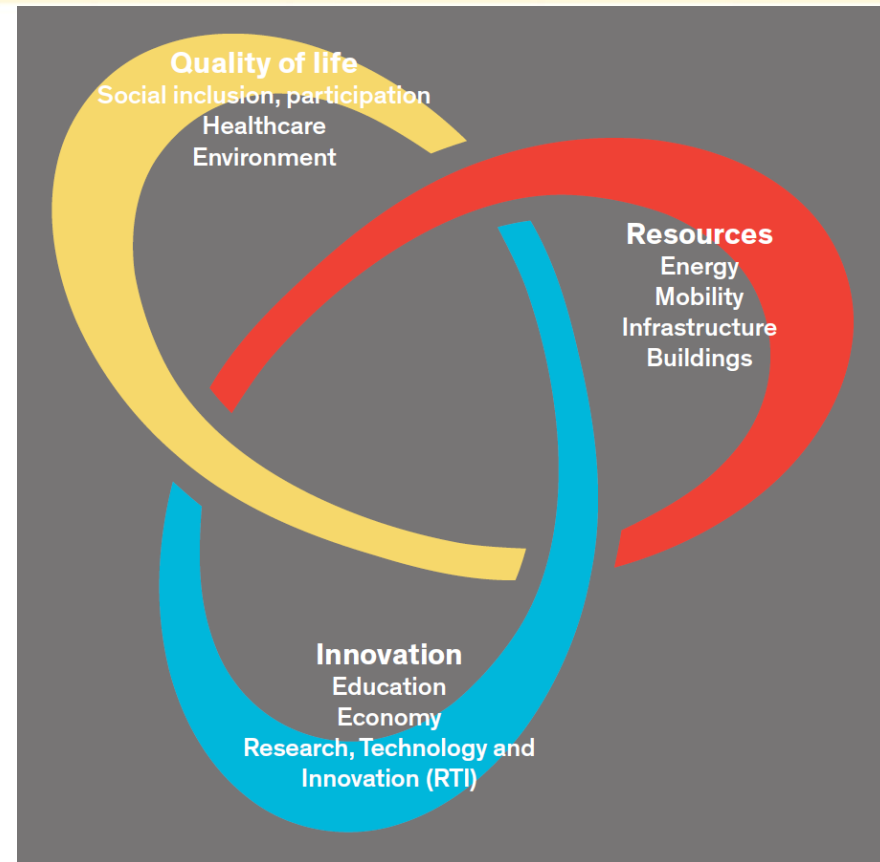 Quality of life
Social inclusion, participation
Healthcare
Environment
Resources
Energy
Mobility
Infrastructure
Buildings
Innovation
Education
Economy
Research, Technology and
Innovation (RTI)